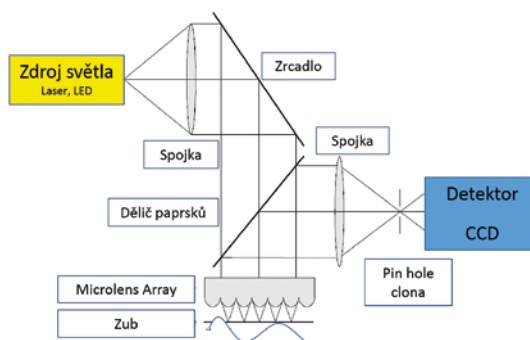 Zdroj světla
Laser, LED
Zrcadlo
Spojka
Spojka
Dělič paprsků
Detektor
CCD
Pin hole
clona
Microlens Array
Zub